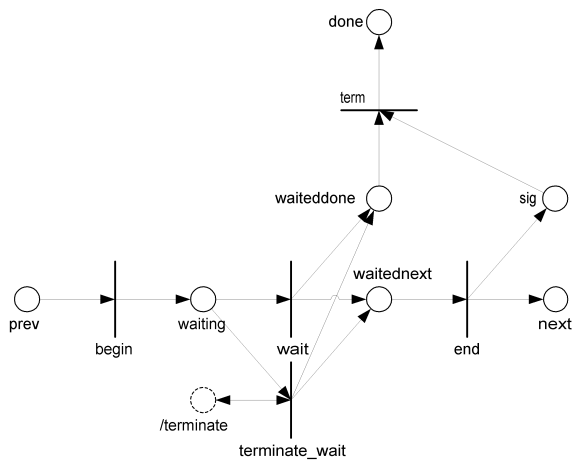 done
term
waiteddone
sig
waitednext
prev
begin
waiting
wait
end
next
/terminate
terminate_wait